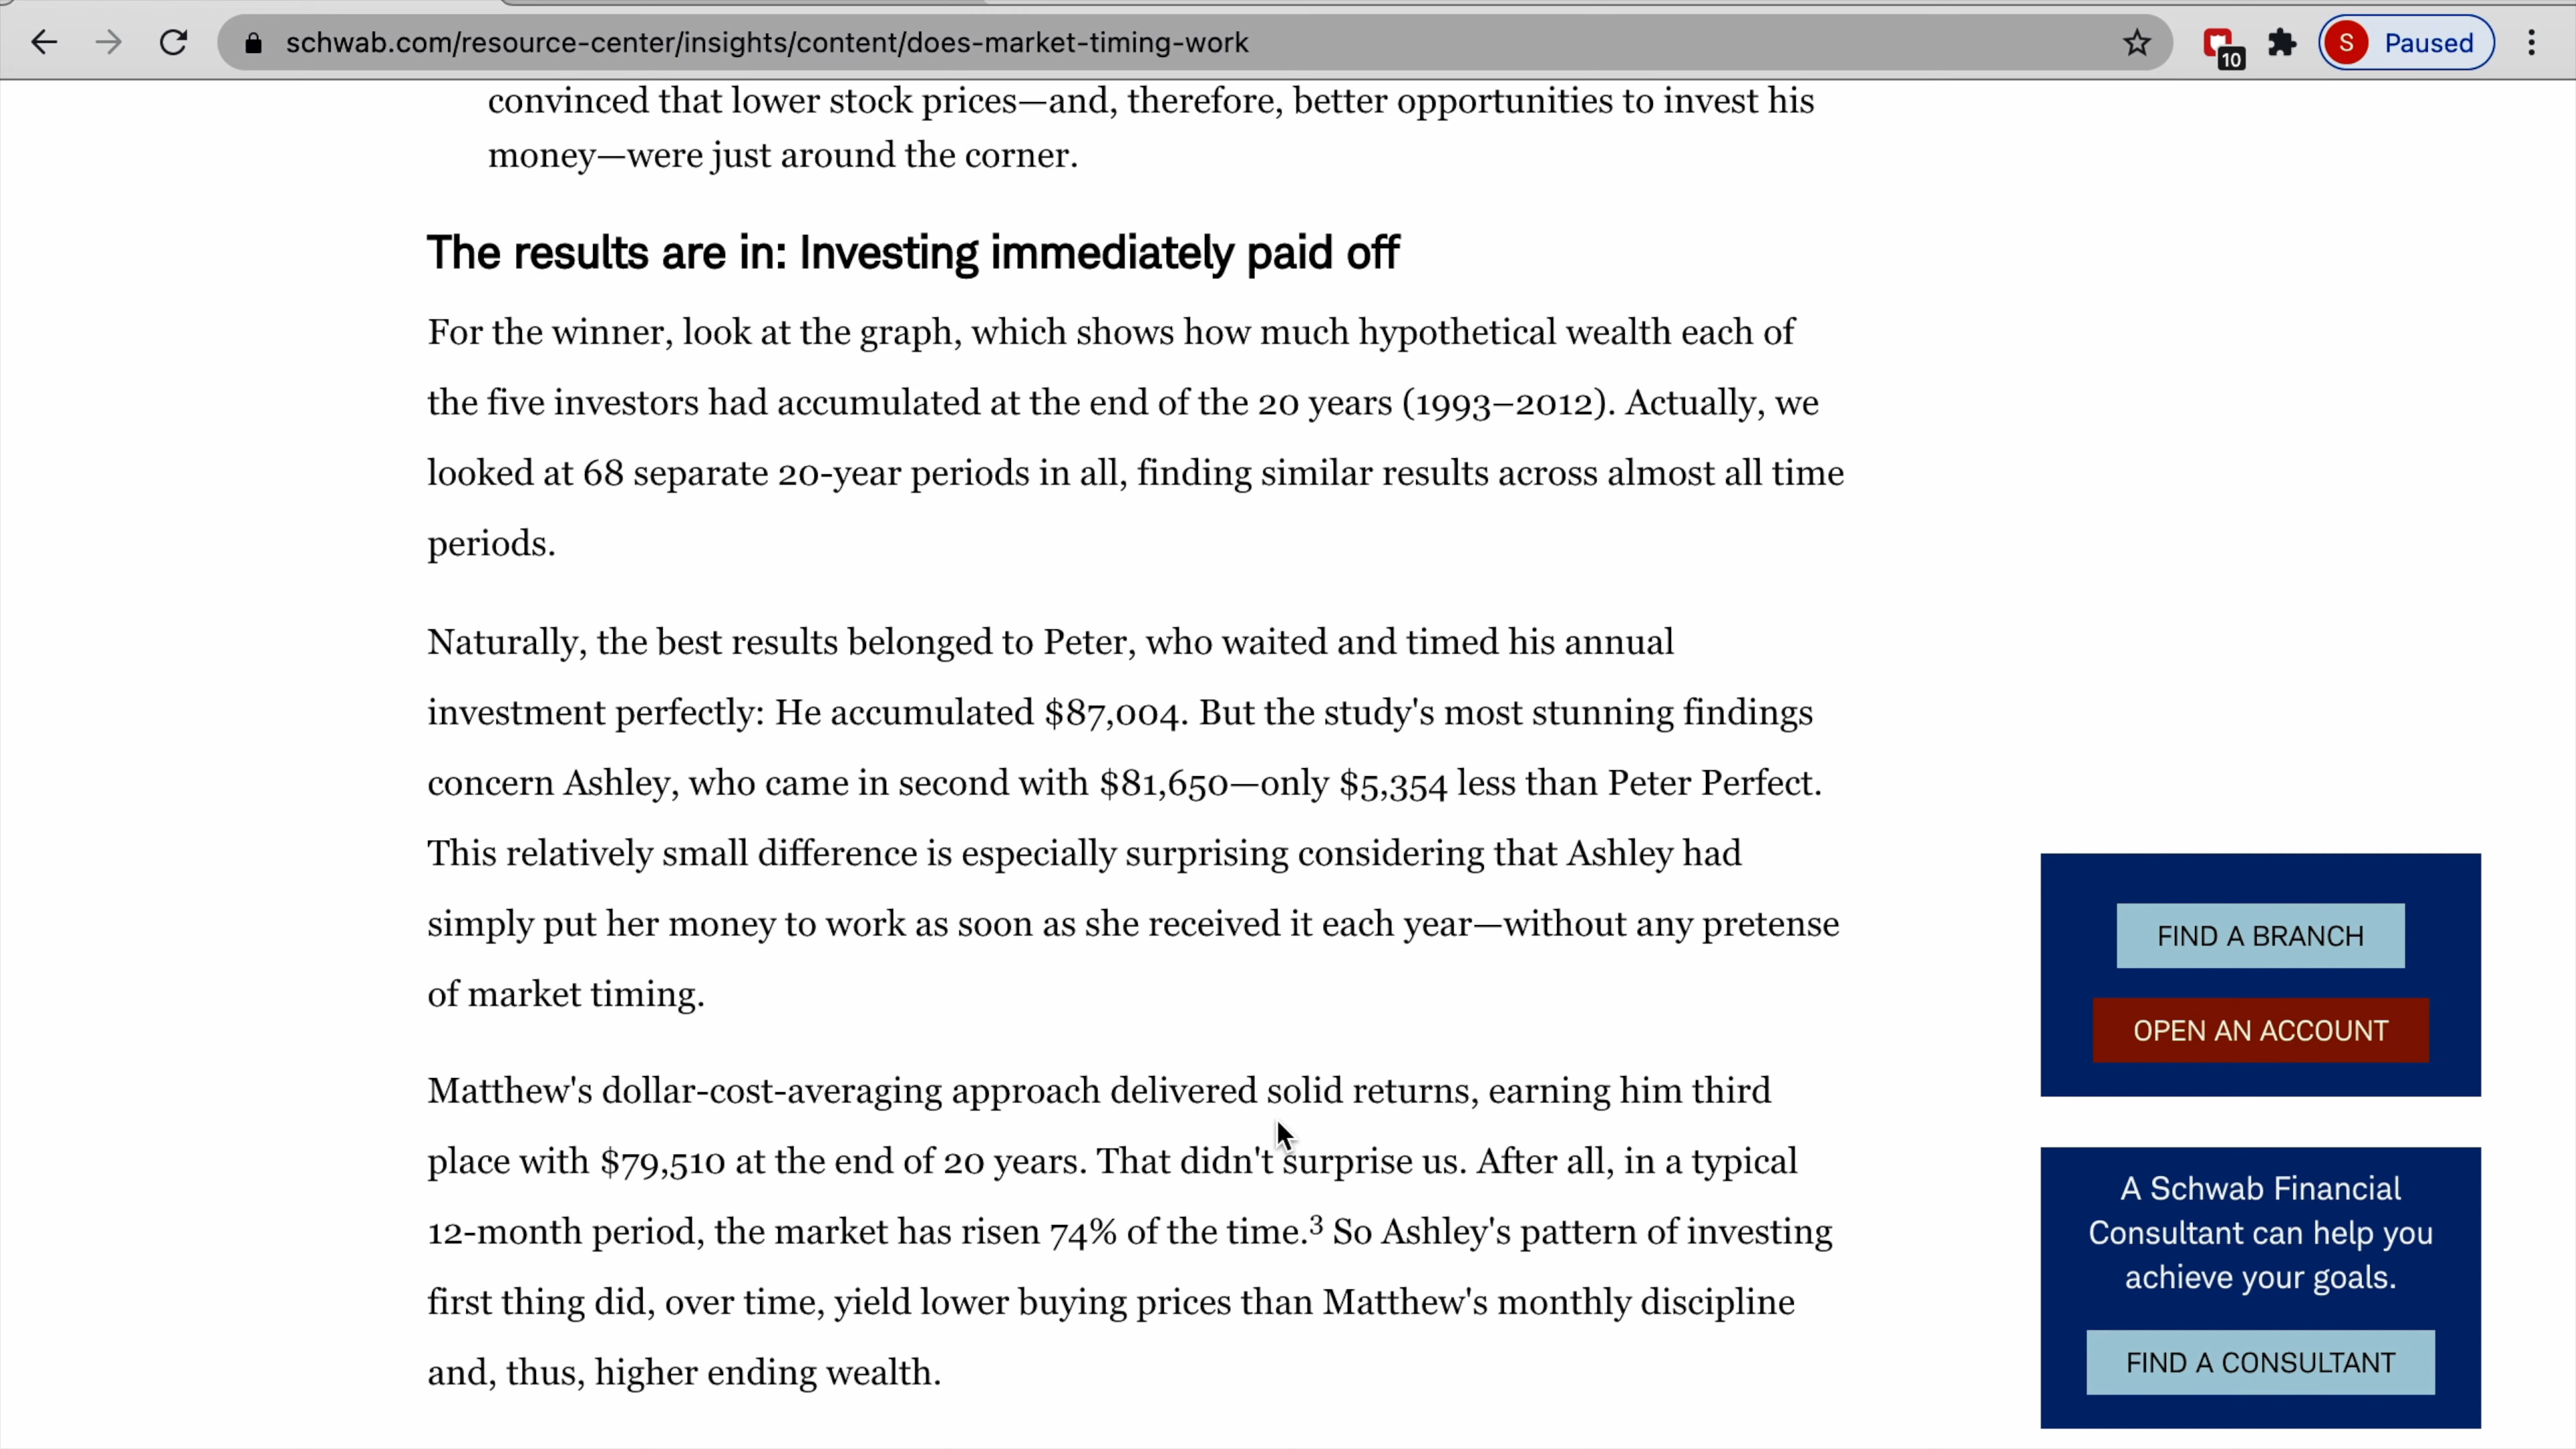 schwab.com/resource-center/insights/content/does-market-timing-work
10
S
Paused
convinced that lower stock prices—and, therefore, better opportunities to invest his
money—were just around the corner.
The results are in: Investing immediately paid off
For the winner, look at the graph, which shows how much hypothetical wealth each of
the five investors had accumulated at the end of the 20 years (1993–2012). Actually, we
looked at 68 separate 20-year periods in all, finding similar results across almost all time
periods.
Naturally, the best results belonged to Peter, who waited and timed his annual
investment perfectly: He accumulated $87,004. But the study's most stunning findings
concern Ashley, who came in second with $81,650—only $5,354 less than Peter Perfect.
This relatively small difference is especially surprising considering that Ashley had
simply put her money to work as soon as she received it each year—without any pretense
of market timing.
Matthew's dollar-cost-averaging approach delivered solid returns, earning him third
place with $79,510 at the end of 20 years. That didn't surprise us. After all, in a typical
12-month period, the market has risen 74% of the time.³ So Ashley's pattern of investing
first thing did, over time, yield lower buying prices than Matthew's monthly discipline
and, thus, higher ending wealth.
FIND A BRANCH
OPEN AN ACCOUNT
A Schwab Financial
Consultant can help you
achieve your goals.
FIND A CONSULTANT